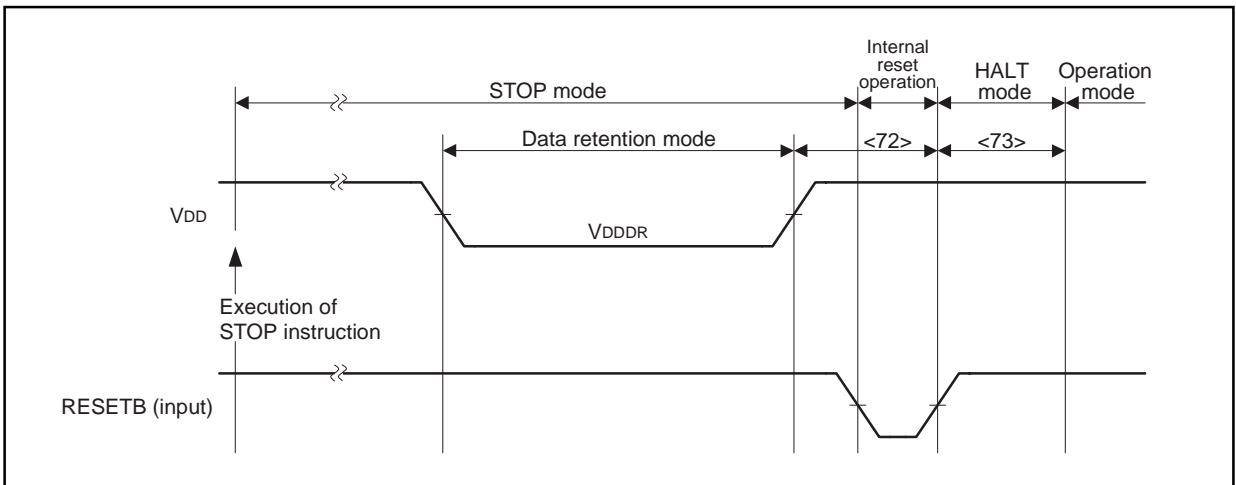 Internal
reset
operation
HALT
mode
Operation
mode
STOP mode
Data retention mode
<72>
<73>
VDD
VDDDR
Execution of
STOP instruction
RESETB (input)